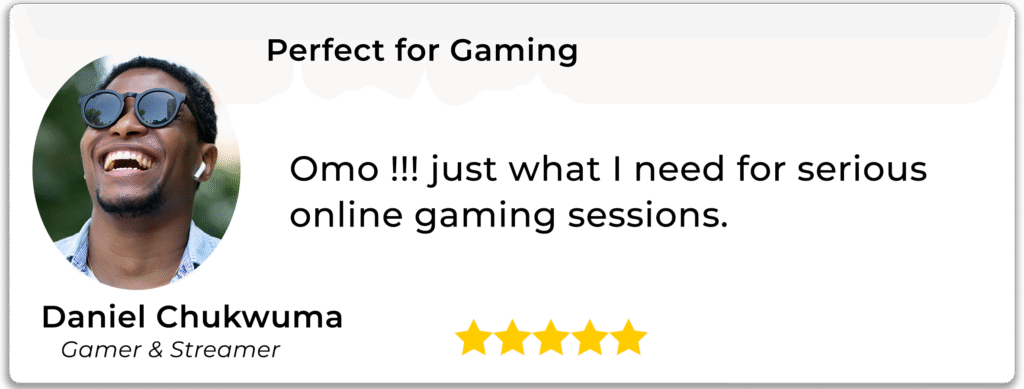 Perfect for Gaming
Omo !!! just what I need for serious
online gaming sessions.
Daniel Chukwuma
Gamer & Streamer